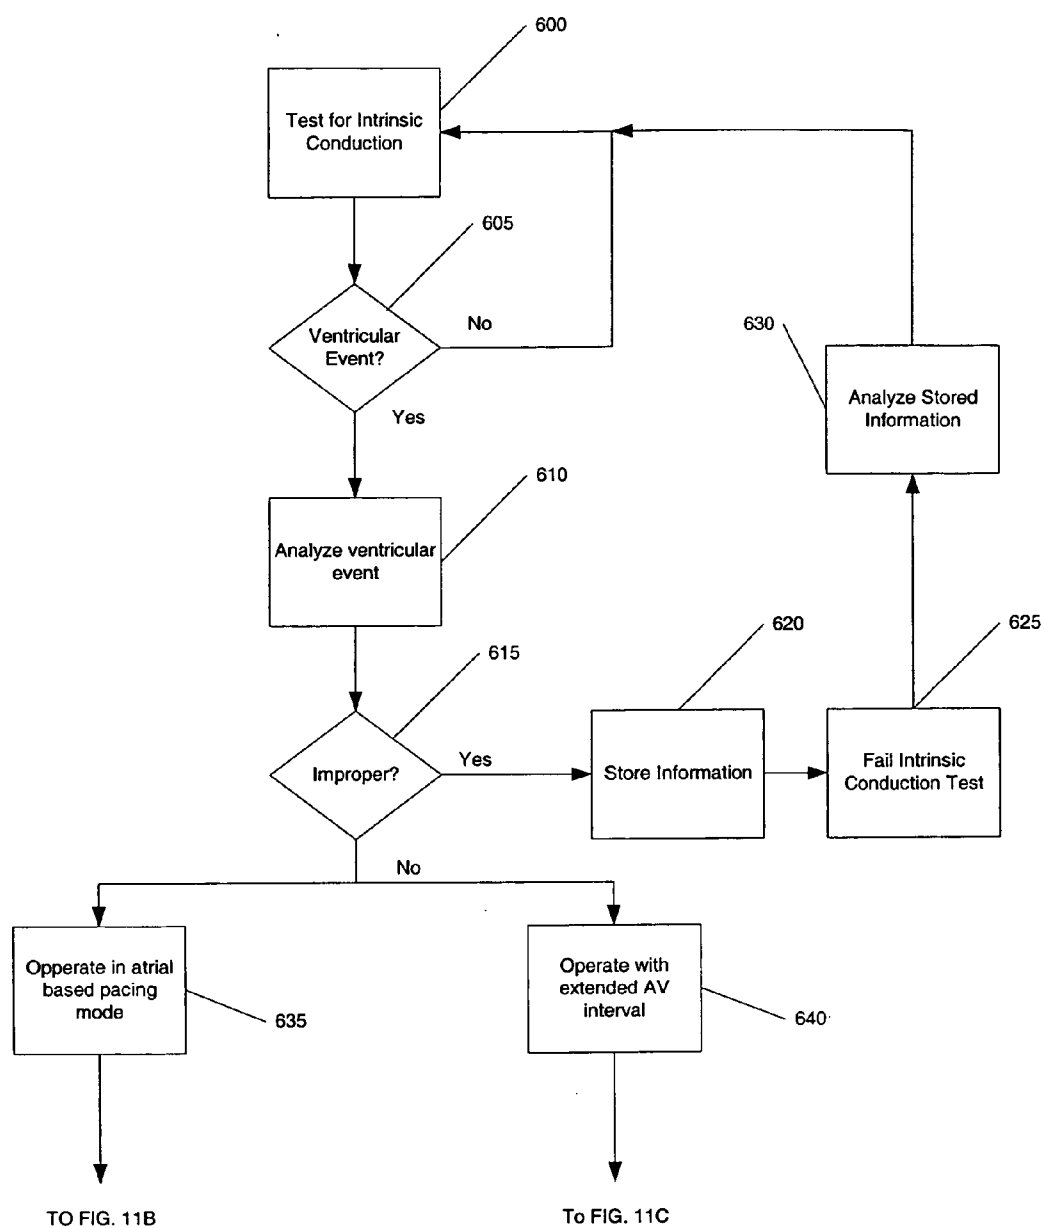 600
Test for Intrinsic
Conduction
605
Ventricular
Event?
No
Yes
630
Analyze Stored
Information
610
Analyze ventricular
event
615
Improper?
Yes
620
Store Information
625
Fail Intrinsic
Conduction Test
No
Opperate in atrial
based pacing
mode
635
Operate with
extended AV
interval
640
TO FIG. 11B
To FIG. 11C